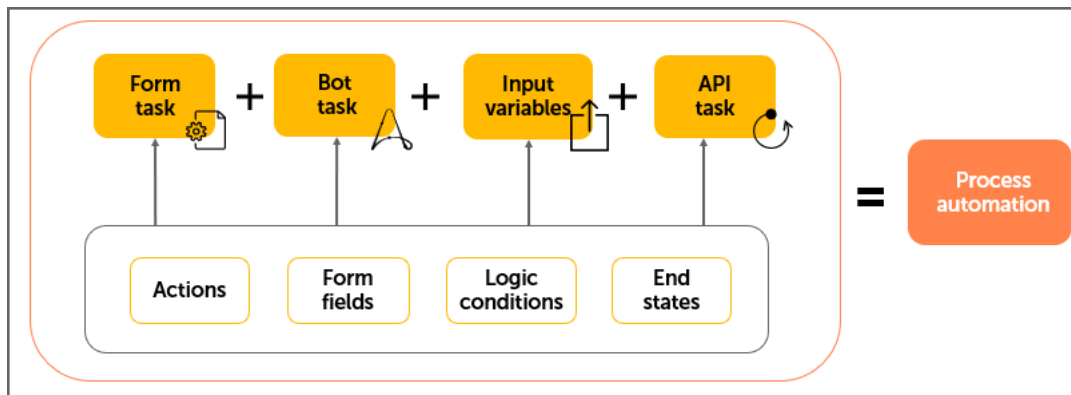 Form
task
+
Bot
task
+
Input
variables
+
API
task
=
Process
automation
Actions
Form
fields
Logic
conditions
End
states